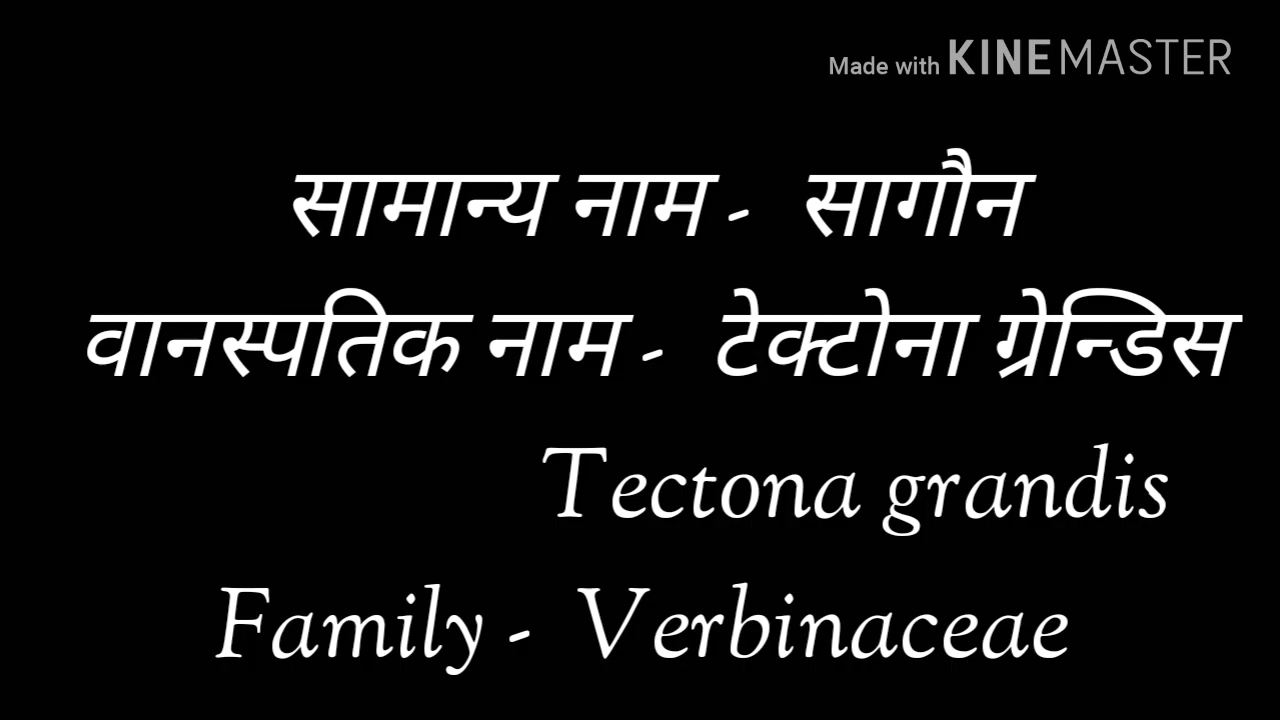 Made with KINEMASTER
सामान्य नाम - सागौन
वानस्पतिक नाम - टेक्टोना ग्रेन्डिस
Tectona grandis
Family - Verbinaceae